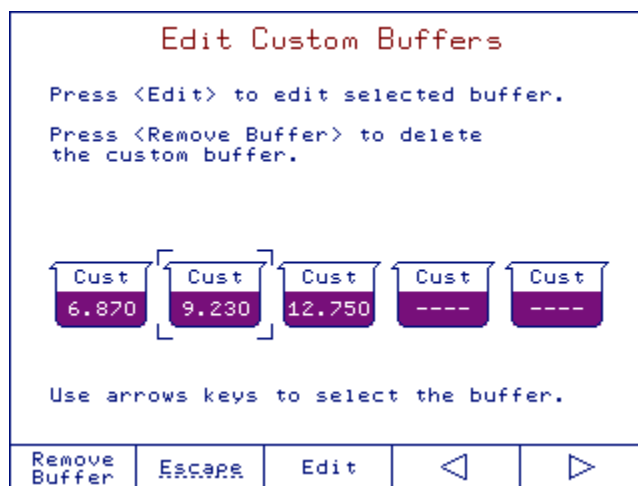 Edit Custom Buffers
Press <Edit> to edit selected buffer.
Press <Remove Buffer> to delete
the custom buffer.
Cust Cust Cust Cust Cust
6.870 9.230 12.750 ---- ----
Use arrows keys to select the buffer.
Remove Buffer Escape Edit